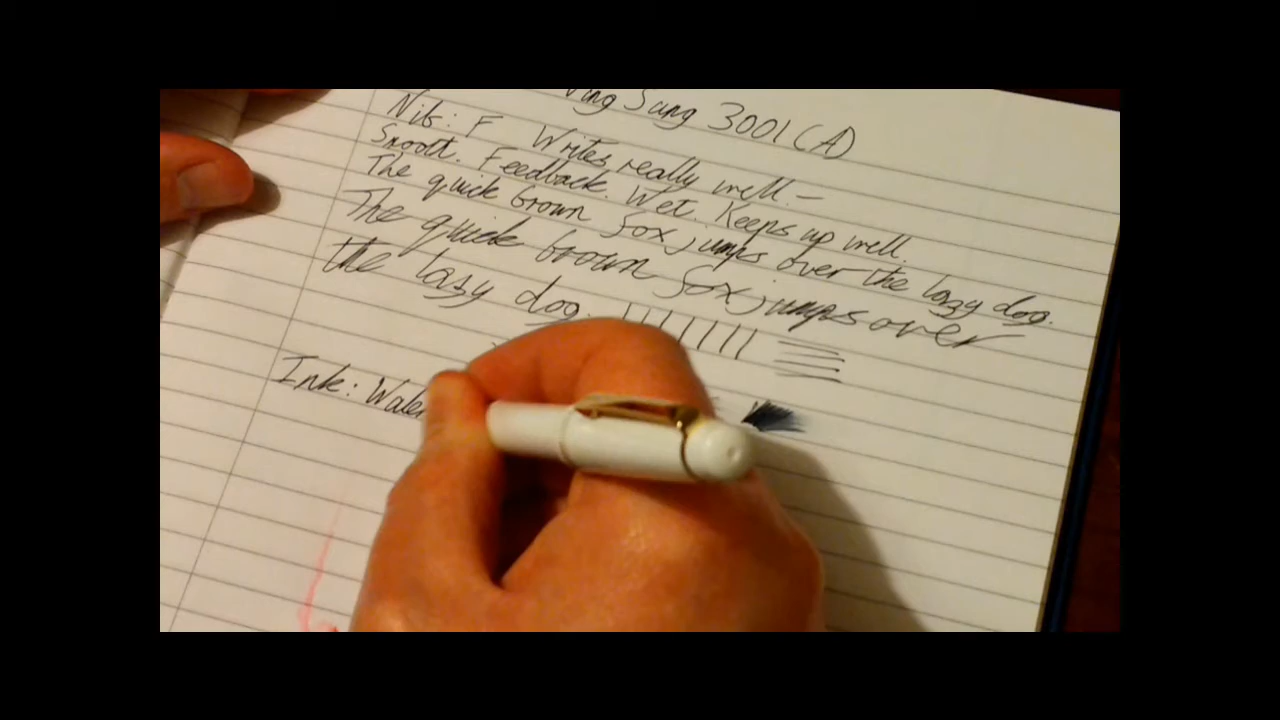 Sung 3001 (A)
Nib: F Writes really well —
Smooth. Feedback. Wet. Keeps up well.
The quick brown fox jumps over the lazy dog.
The quick brown fox jumps over
the lazy dog.
Ink: Water